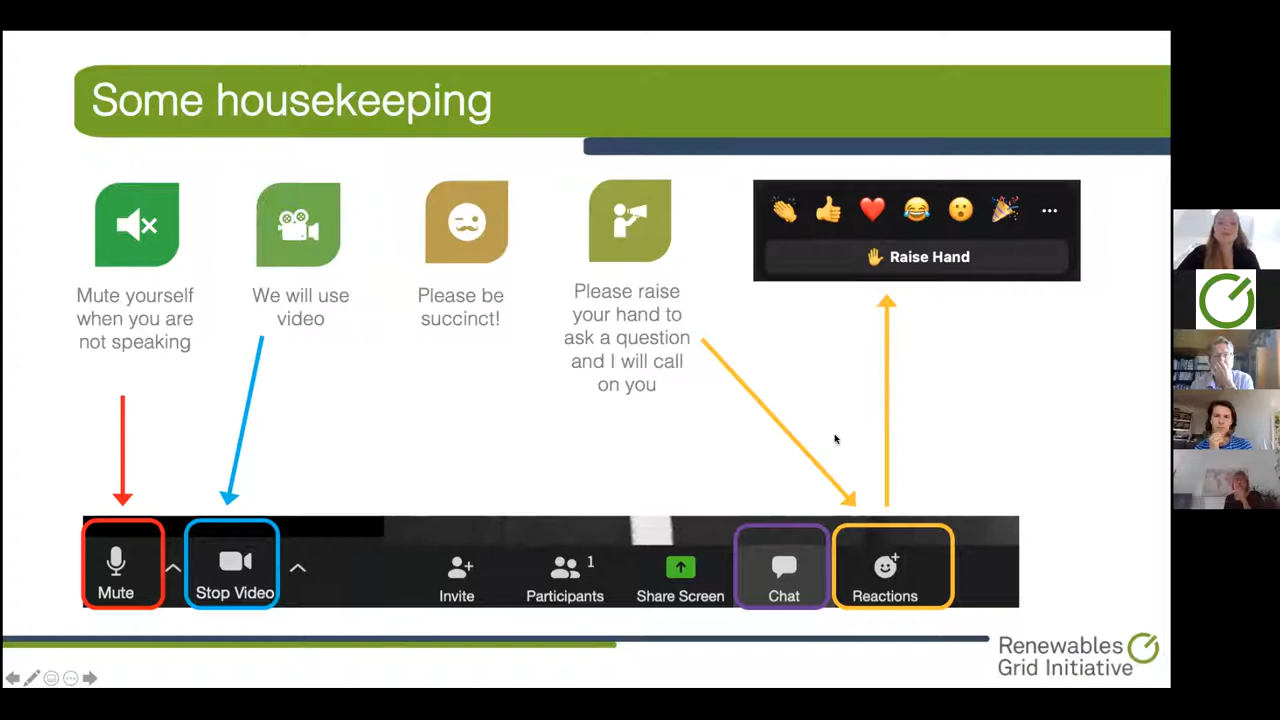 Some housekeeping
Mute yourself
when you are
not speaking
We will use
video
Please be
succinct!
Please raise
your hand to
ask a question
and I will call
on you
Raise Hand
Mute
Stop Video
Invite
1
Participants
Share Screen
Chat
Reactions
Renewables
Grid Initiative